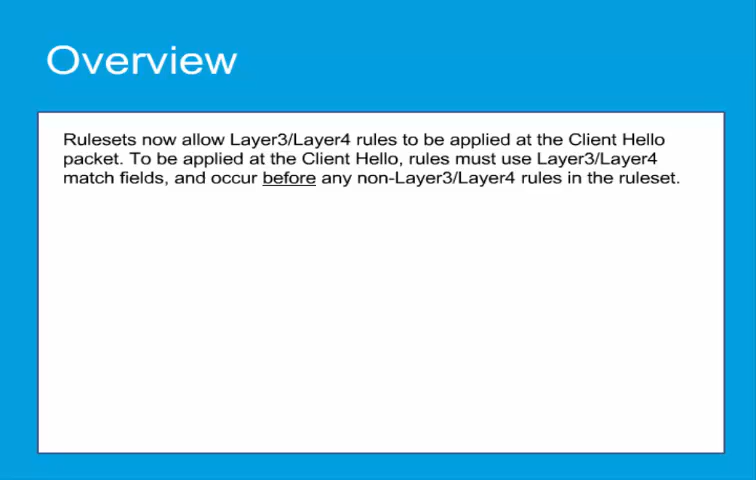 Overview
Rulesets now allow Layer3/Layer4 rules to be applied at the Client Hello
packet. To be applied at the Client Hello, rules must use Layer3/Layer4
match fields, and occur before any non-Layer3/Layer4 rules in the ruleset.